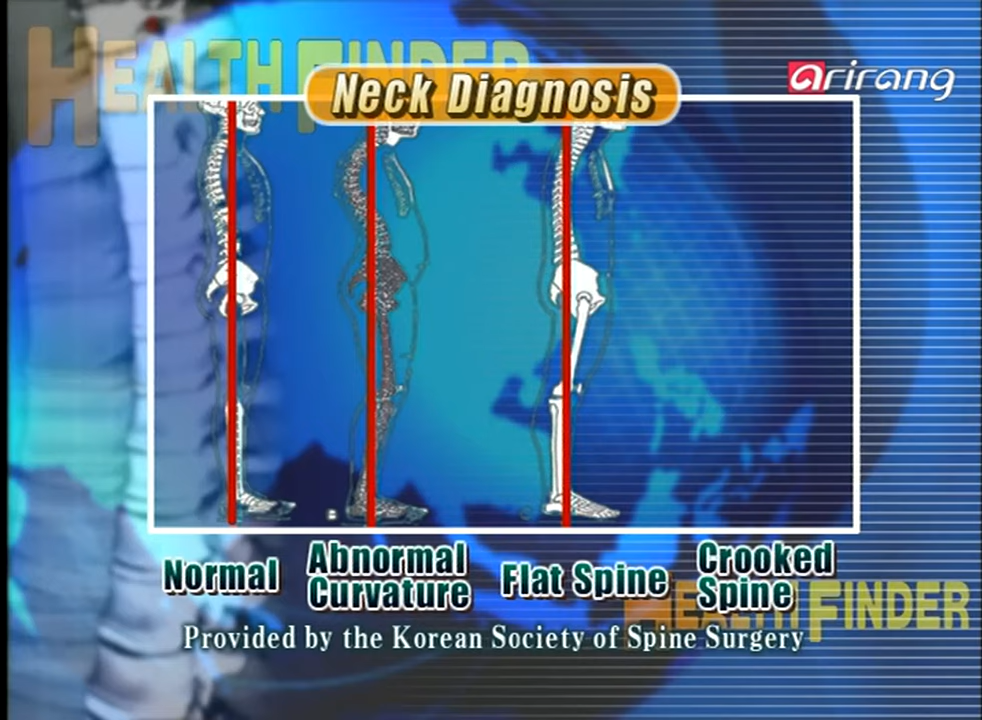 HEALTH FINDER
Neck Diagnosis
arirang
Normal
Abnormal
Curvature
Flat Spine
Crooked
Spine
HEALTH FINDER
Provided by the Korean Society of Spine Surgery